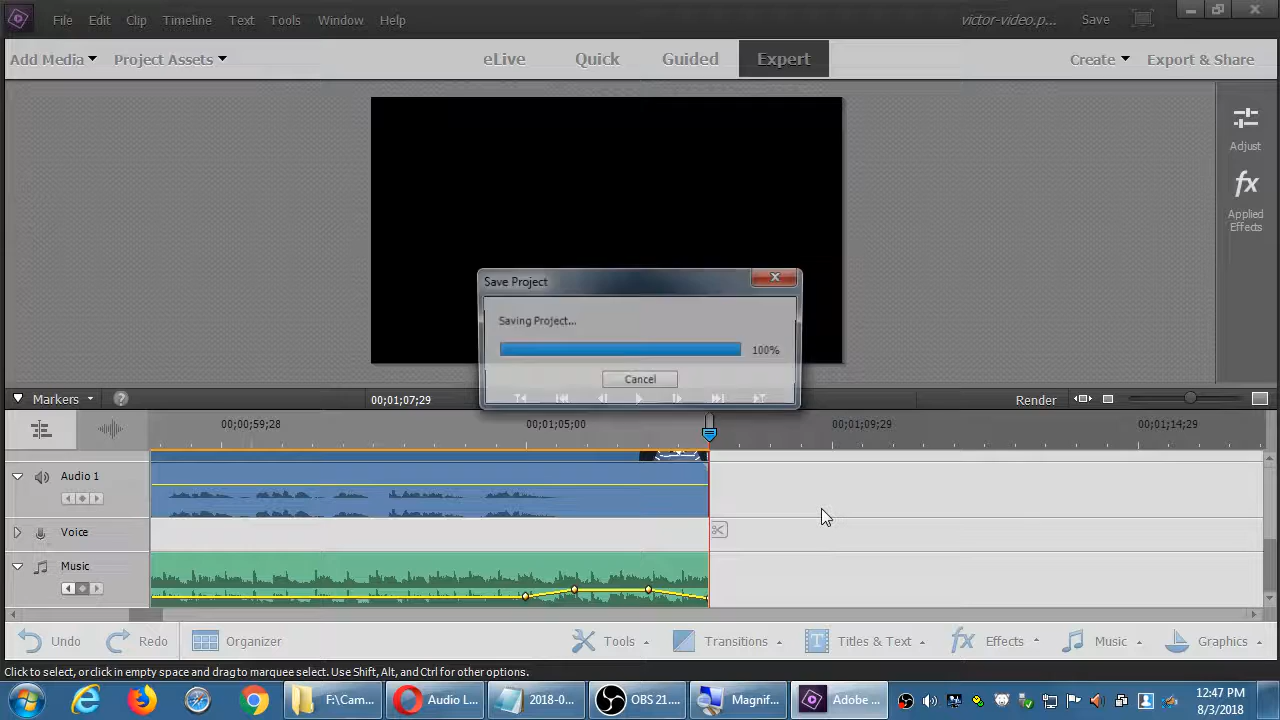 File Edit Clip Timeline Text Tools Window Help victor-video.p... Save
Add Media Project Assets eLive Quick Guided Expert Create Export & Share
Adjust
fx
Applied
Effects
Save Project
Saving Project...
100%
Cancel
Markers ? 00;01;07;29 Render
00;00;59;28 00;01;05;00 00;01;09;29 00;01;14;29
Audio 1
Voice
Music
Undo Redo Organizer Tools T Transitions Titles & Text fx Effects Music Graphics
Click to select, orclick in empty space and drag to marquee select. Use Shift, Alt, and Ctrl for other options.
F:\Cam... Audio L... 2018-0... OBS 21.... Magnif... Adobe ... 12:47 PM
8/3/2018